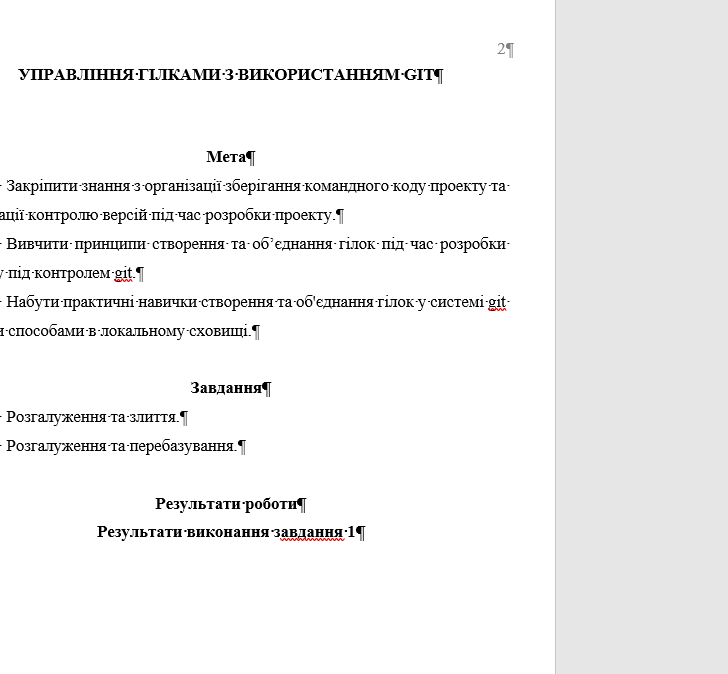 2¶
УПРАВЛІННЯ·ГІЛКАМИ·З·ВИКОРИСТАННЯМ·GIT¶
Мета¶
Закріпити·знання·з·організації·зберігання·командного·коду·проекту·та·
ації·контролю·версій·під·час·розробки·проекту.¶
Вивчити·принципи·створення·та·об’єднання·гілок·під·час·розробки·
у·під·контролем·git.¶
Набути·практичні·навички·створення·та·об'єднання·гілок·у·системі·git·
и·способами·в·локальному·сховищі.¶
Завдання¶
Розгалуження·та·злиття.¶
Розгалуження·та·перебазування.¶
Результати·роботи¶
Результати·виконання·завдання·1¶